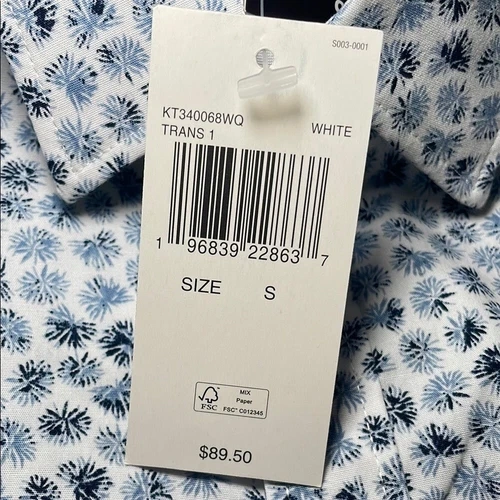 S003-0001
KT340068WQ
TRANS 1 WHITE
1 96839 22863 7
SIZE S
FSC
MIX
Paper
FSC® C012345
$89.50